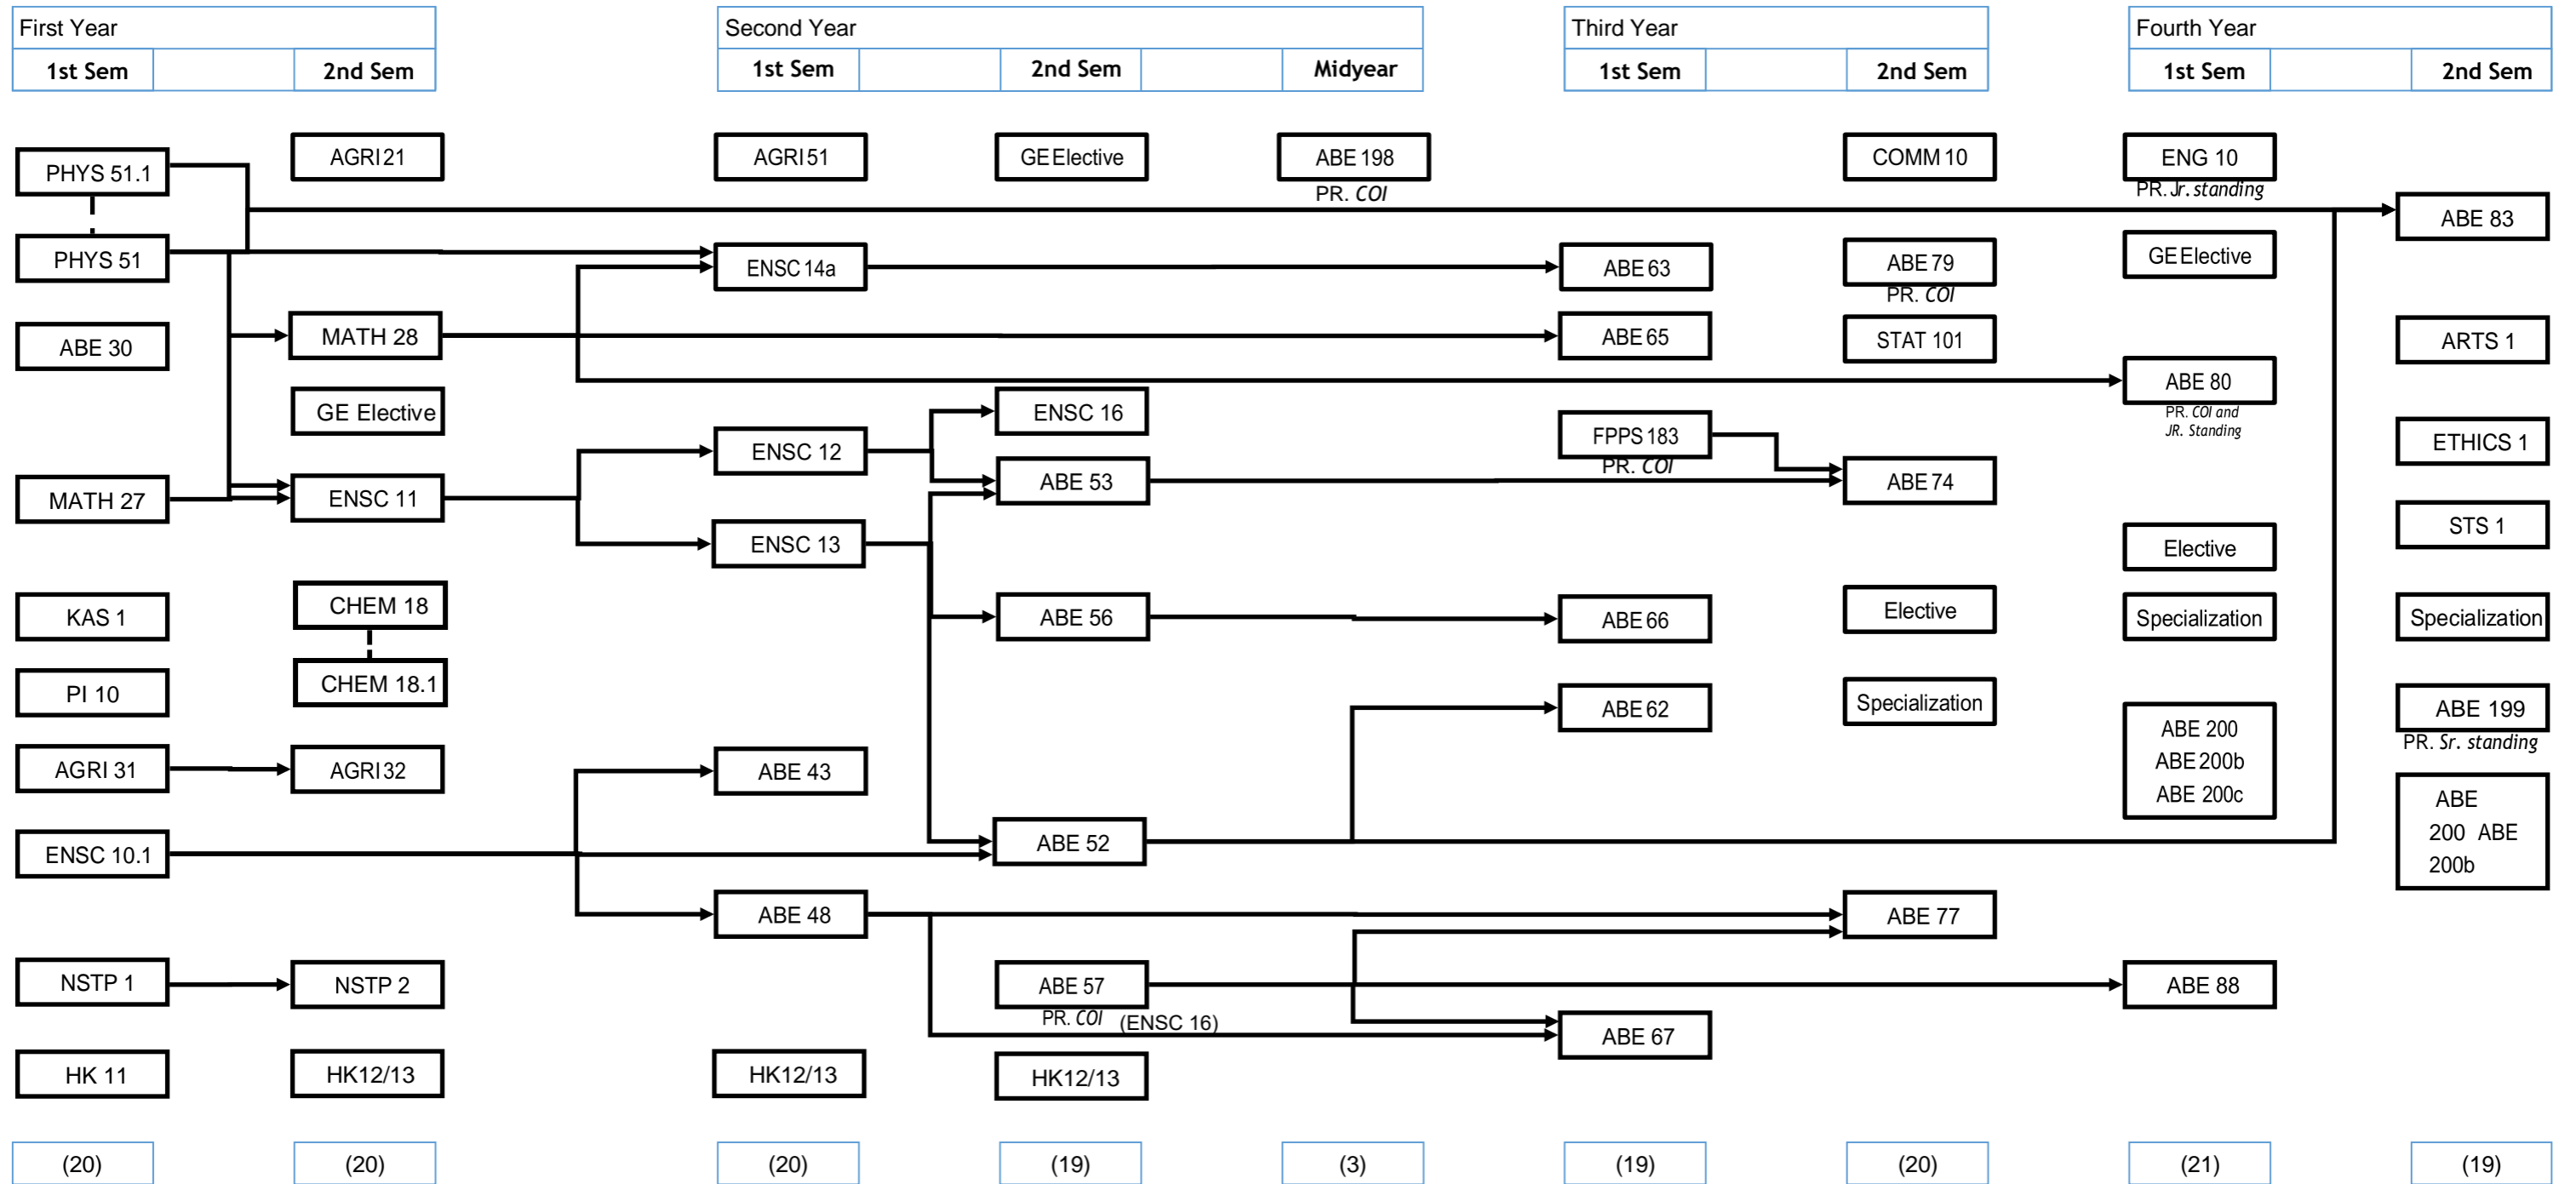 First Year
1st Sem
2nd Sem
Second Year
1st Sem
2nd Sem
Midyear
Third Year
1st Sem
2nd Sem
Fourth Year
1st Sem
2nd Sem
PHYS 51.1
PHYS 51
ABE 30
MATH 27
KAS 1
PI 10
AGRI 31
ENSC 10.1
NSTP 1
HK 11
(20)
AGRI 21
MATH 28
GE Elective
ENSC 11
CHEM 18
CHEM 18.1
AGRI 32
NSTP 2
HK12/13
(20)
AGRI 51
ENSC 14a
ENSC 12
ENSC 13
ABE 43
ABE 48
HK12/13
(20)
GE Elective
ENSC 16
ABE 53
ABE 56
ABE 52
ABE 57
PR. COI
(ENSC 16)
HK12/13
(19)
ABE 198
PR. COI
(3)
ABE 63
ABE 65
FPPS 183
PR. COI
ABE 66
ABE 62
ABE 67
(19)
COMM 10
ABE 79
PR. COI
STAT 101
ABE 74
Elective
Specialization
ABE 77
(20)
ENG 10
PR. Jr. standing
GE Elective
ABE 80
PR. COI and
JR. Standing
Elective
Specialization
ABE 200
ABE 200b
ABE 200c
ABE 88
(21)
ABE 83
ARTS 1
ETHICS 1
STS 1
Specialization
ABE 199
PR. Sr. standing
ABE
200 ABE
200b
(19)